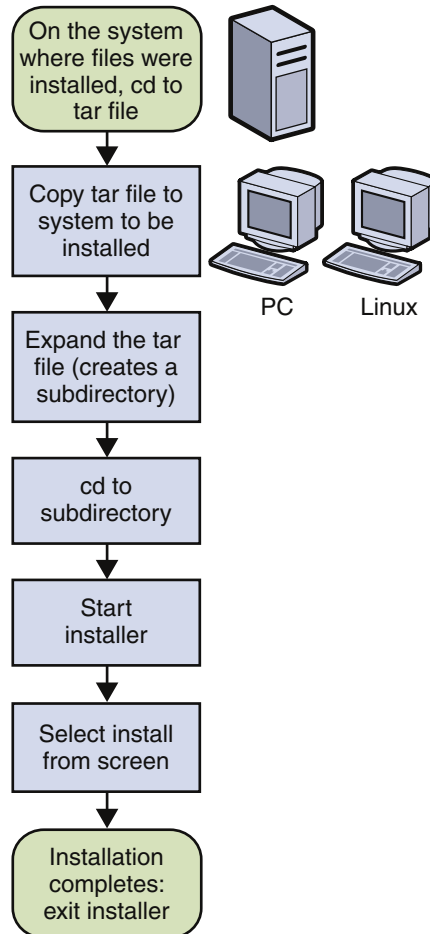 On the system
where files were
installed, cd to
tar file
Copy tar file to
system to be
installed
PC
Linux
Expand the tar
file (creates a
subdirectory)
cd to
subdirectory
Start
installer
Select install
from screen
Installation
completes:
exit installer